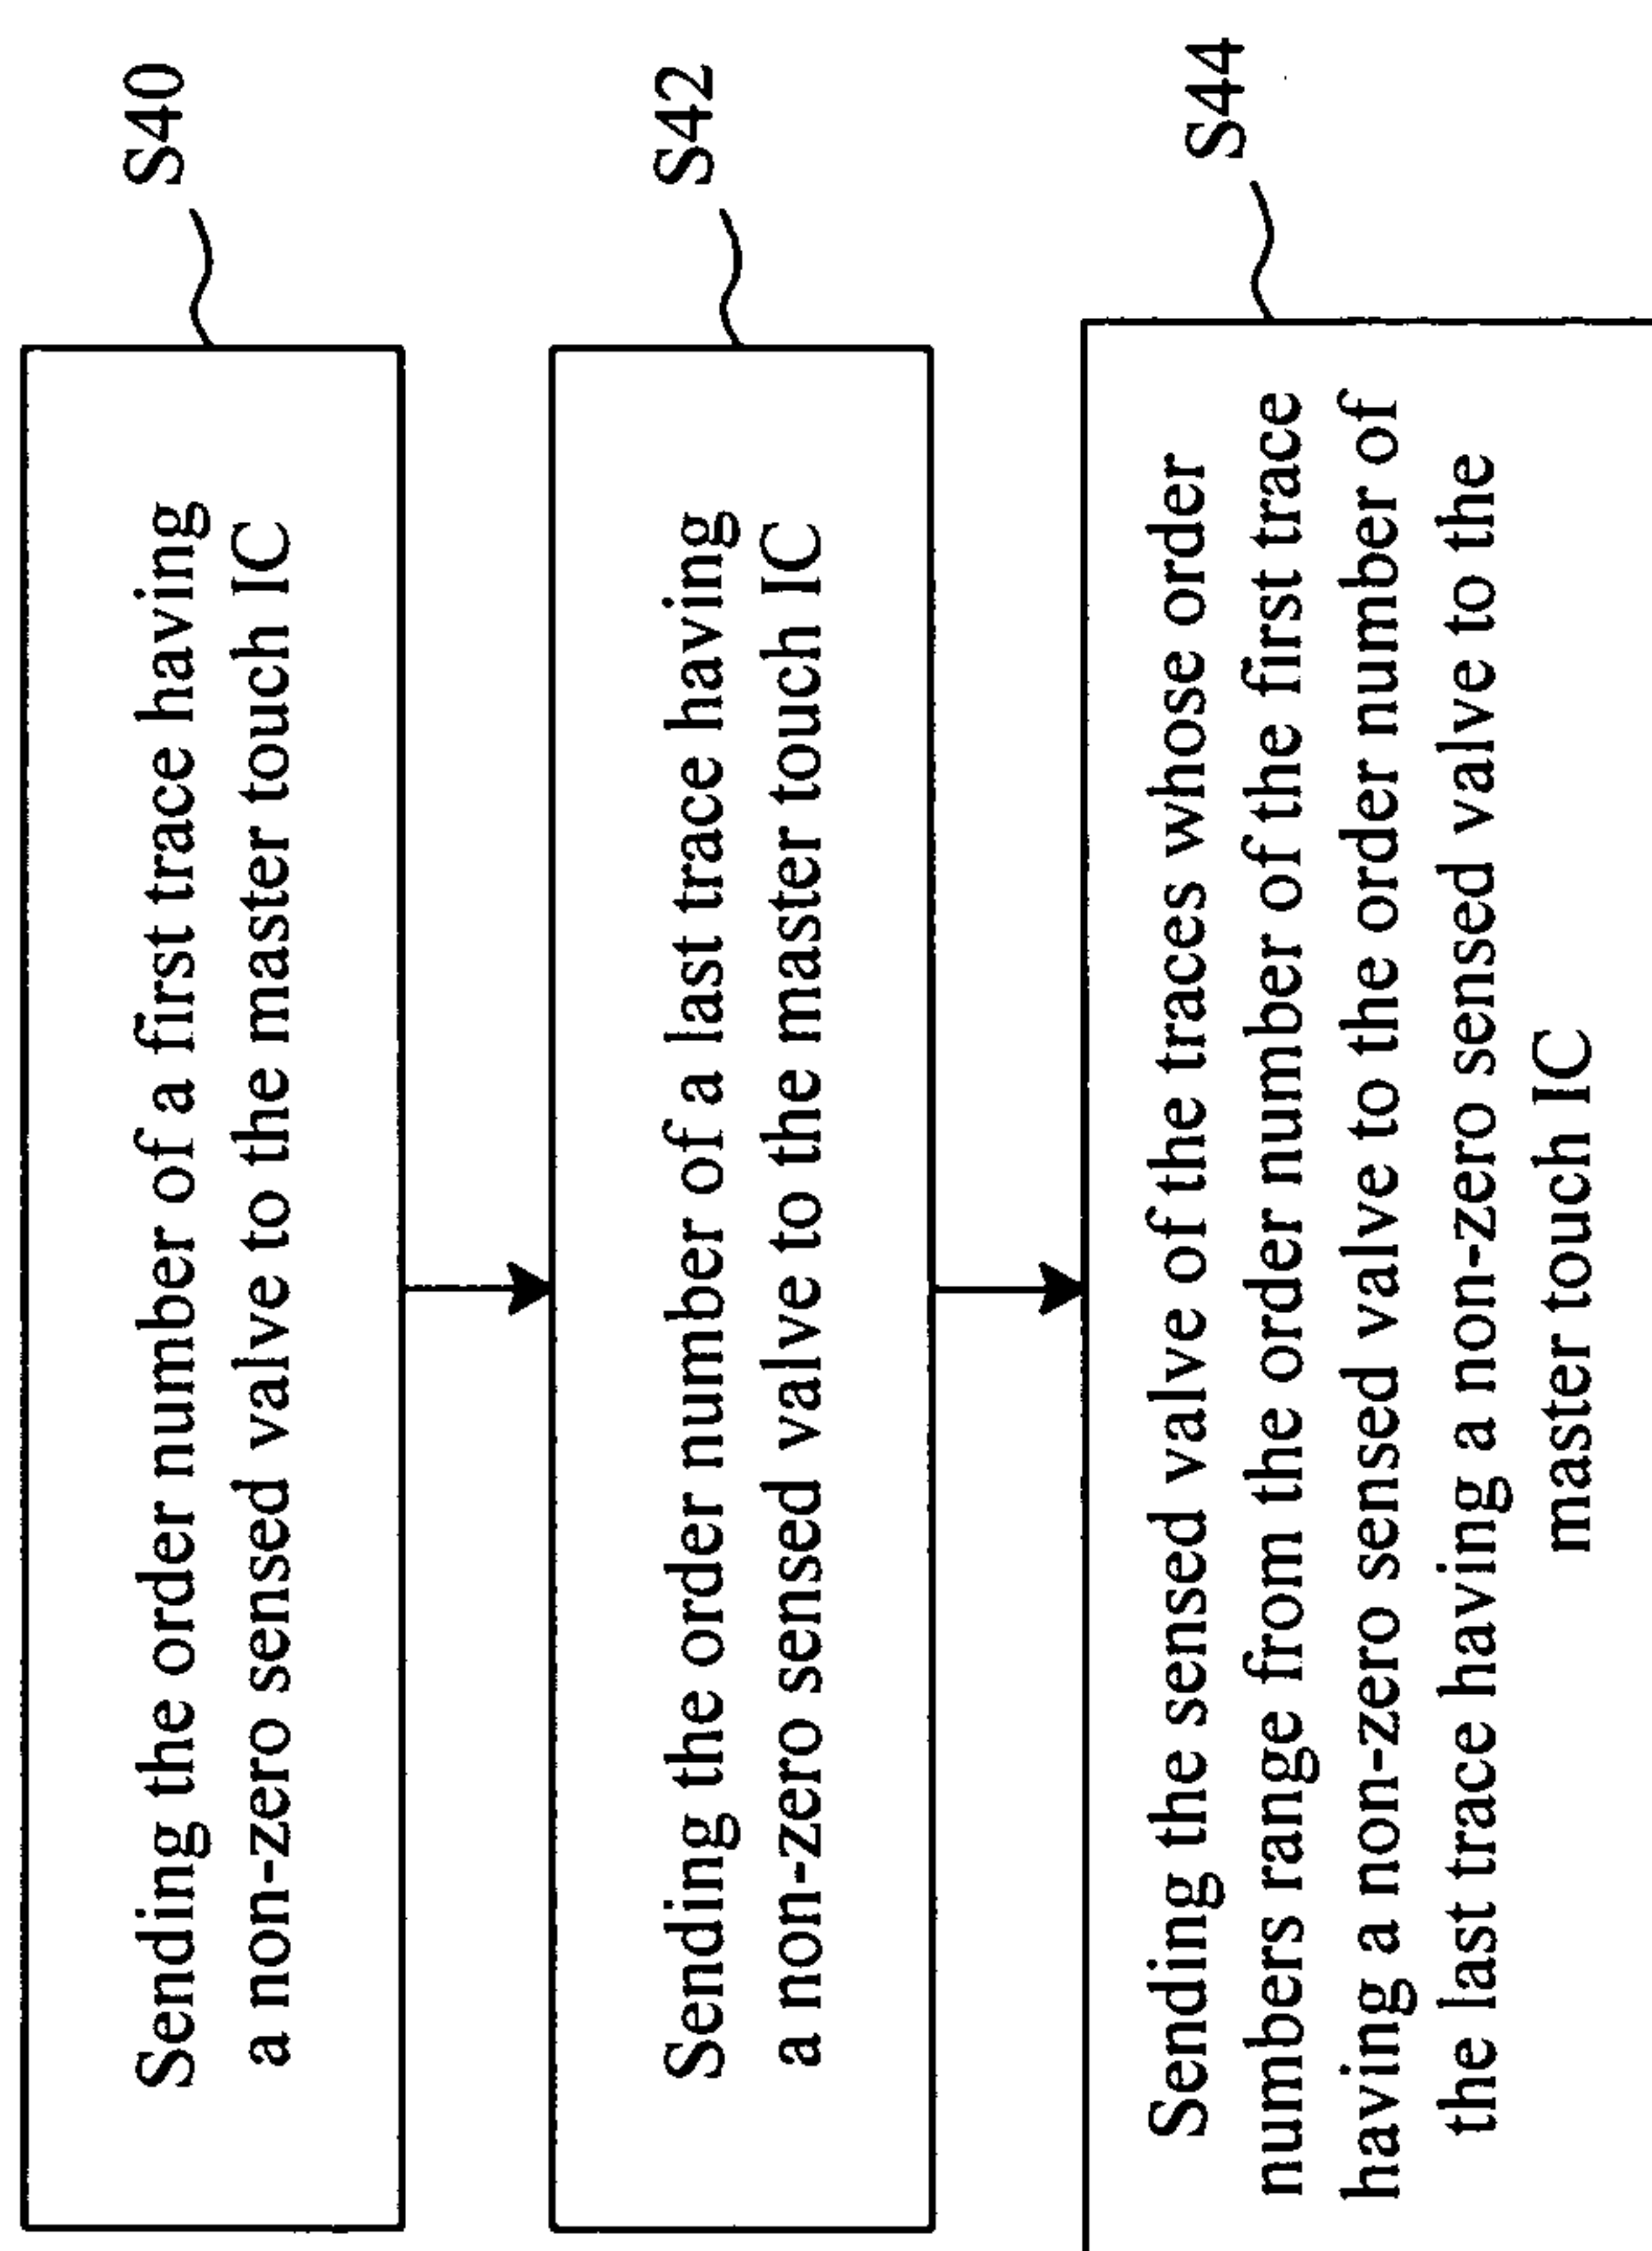 Sending the order number of a first trace having
a non-zero sensed valve to the master touch IC
S40
Sending the order number of a last trace having
a non-zero sensed valve to the master touch IC
S42
Sending the sensed valve of the traces whose order
numbers range from the order number of the first trace
having a non-zero sensed valve to the order number of
the last trace having a non-zero sensed valve to the
master touch IC
S44